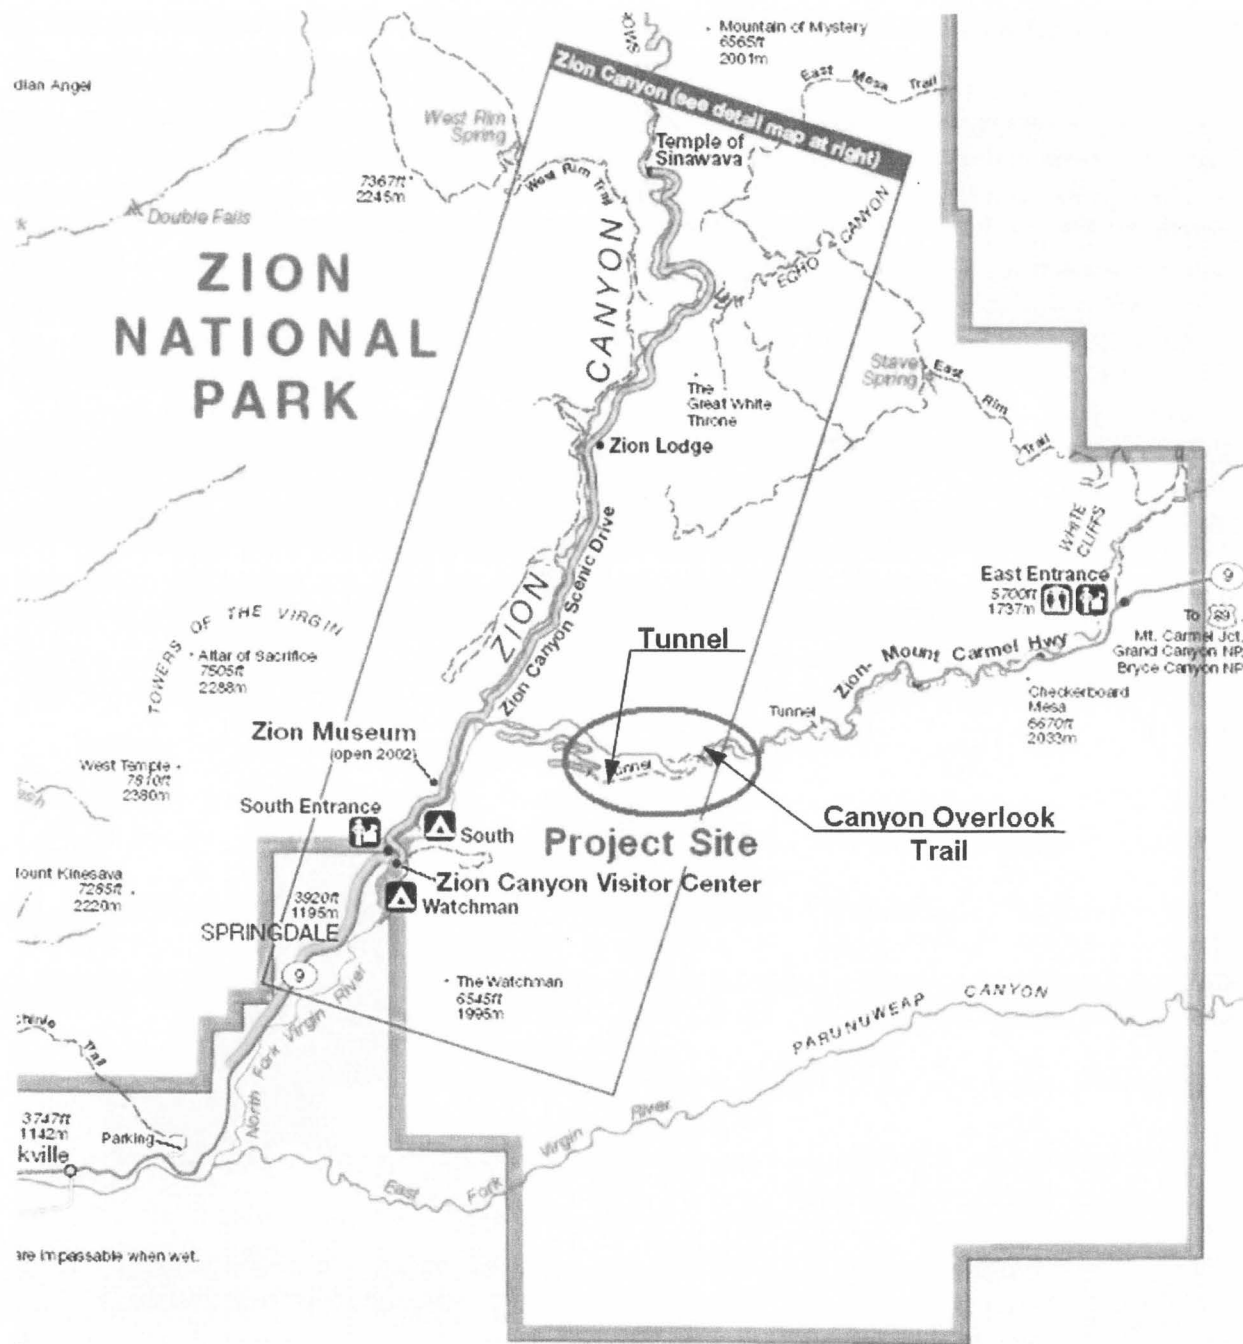 Mountain of Mystery
6565ft
2001m
East Mesa Trail
dian Angel
Zion Canyon (see detail map at right)
West Rim
Spring
Temple of
Sinawava
7367ft
2245m
West Rim Trail
Double Falls
ZION
NATIONAL
PARK
CANYON
ECHO CANYON
Stave
Spring
East Rim Trail
The
Great White
Throne
Zion Lodge
WHITE
CLIFFS
East Entrance
5700ft
1737m
9
To 89
Mt. Carmel Jct.
Grand Canyon NP
Bryce Canyon NP
ZION
Zion Canyon Scenic Drive
TOWERS OF THE VIRGIN
Altar of Sacrifice
7505ft
2288m
Tunnel
Zion-Mount Carmel Hwy
Checkerboard
Mesa
6670ft
2033m
Tunnel
Zion Museum
(open 2002)
West Temple
7810ft
2380m
Tunnel
South Entrance
South
Project Site
Canyon Overlook
Trail
Mount Kinesava
7285ft
2220m
Zion Canyon Visitor Center
3920ft
1195m
Watchman
SPRINGDALE
9
The Watchman
6545ft
1995m
North Fork Virgin River
PARUNUWEAP CANYON
Trail
3747ft
1142m
kville
Parking
East Fork Virgin River
are impassable when wet.